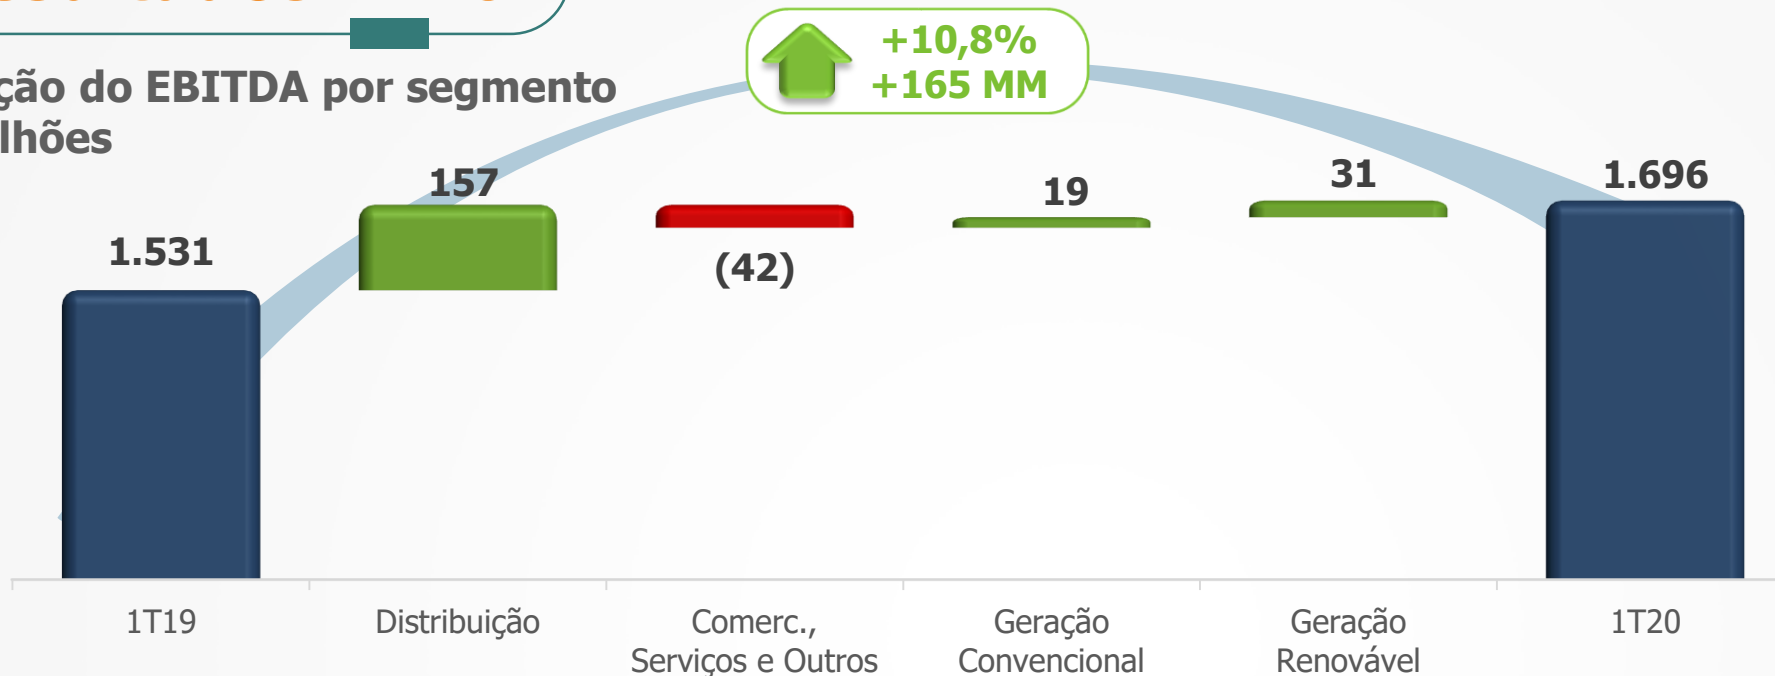 +10,8%
+165 MM
ção do EBITDA por segmento
lhões
1.531
157
(42)
19
31
1.696
1T19
Distribuição
Comerc.,
Serviços e Outros
Geração
Convencional
Geração
Renovável
1T20